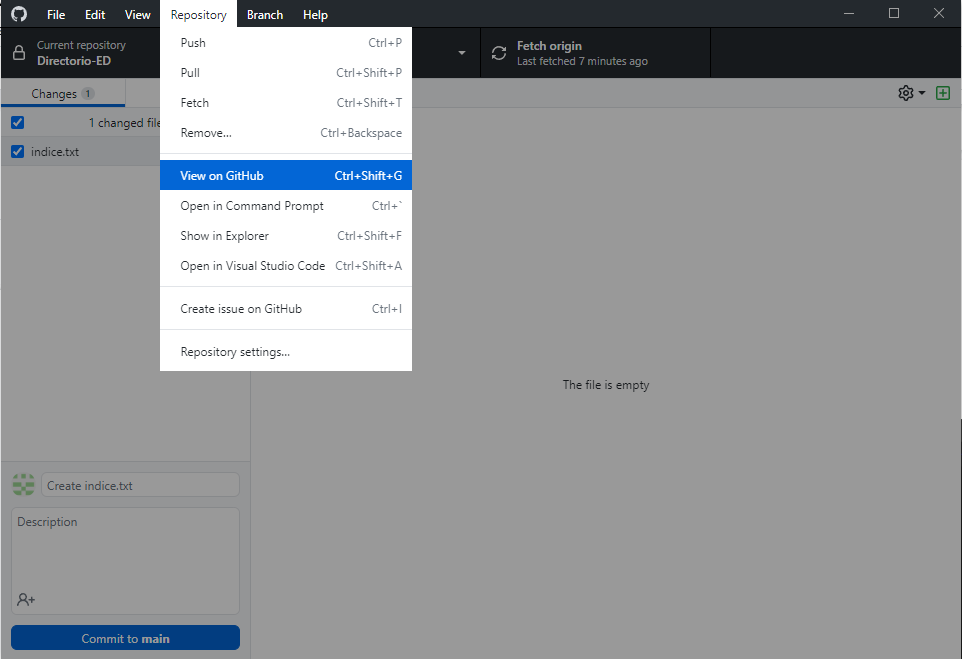 File Edit View Repository Branch Help
Current repository
Directorio-ED
Fetch origin
Last fetched 7 minutes ago
Changes 1
1 changed file
indice.txt
Push Ctrl+P
Pull Ctrl+Shift+P
Fetch Ctrl+Shift+T
Remove... Ctrl+Backspace
View on GitHub Ctrl+Shift+G
Open in Command Prompt Ctrl+`
Show in Explorer Ctrl+Shift+F
Open in Visual Studio Code Ctrl+Shift+A
Create issue on GitHub Ctrl+I
Repository settings...
The file is empty
Create indice.txt
Description
Commit to main